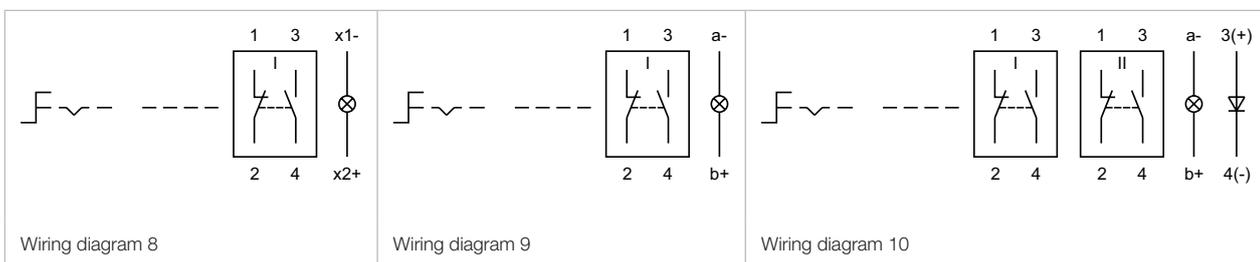 1 3 x1-
I
2 4 x2+
Wiring diagram 8
1 3 a-
I
2 4 b+
Wiring diagram 9
1 3 1 3 a- 3(+)
I II
2 4 2 4 b+ 4(-)
Wiring diagram 10